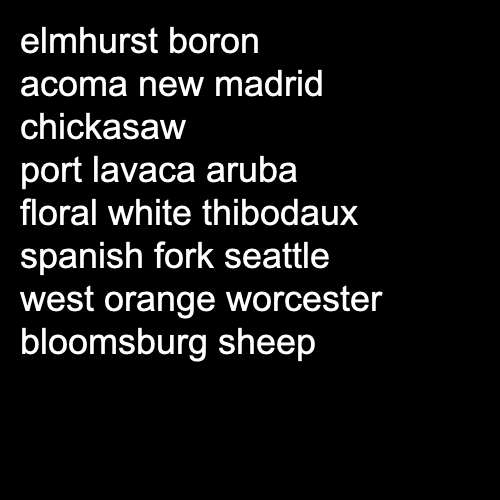 elmhurst boron
acoma new madrid
chickasaw
port lavaca aruba
floral white thibodaux
spanish fork seattle
west orange worcester
bloomsburg sheep